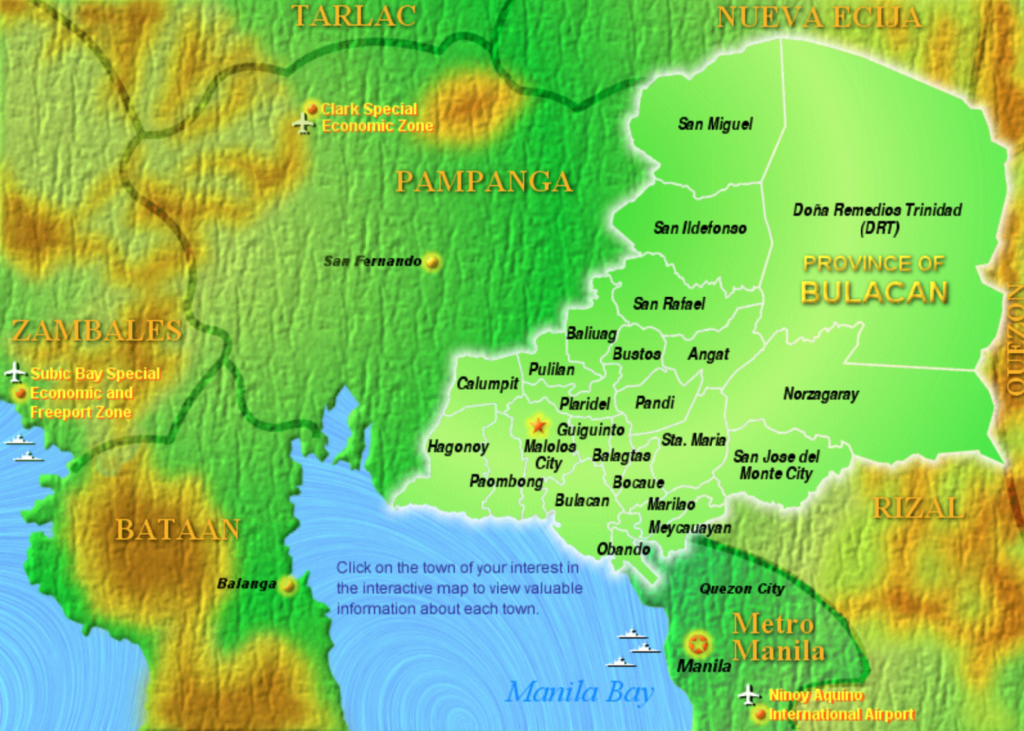 TARLAC
NUEVA ECIJA
Clark Special
Economic Zone
San Miguel
PAMPANGA
Doña Remedios Trinidad
(DRT)
San Ildefonso
San Fernando
PROVINCE OF
BULACAN
QUEZON
San Rafael
ZAMBALES
Baliuag
Bustos
Angat
Subic Bay Special
Economic and
Freeport Zone
Pulilan
Calumpit
Norzagaray
Plaridel
Pandi
Guiguinto
Hagonoy
Malolos
City
Sta. Maria
Balagtas
San Jose del
Monte City
Paombong
Bocaue
Bulacan
Marilao
RIZAL
BATAAN
Meycauayan
Obando
Click on the town of your interest in
the interactive map to view valuable
information about each town.
Balanga
Quezon City
Metro
Manila
Manila
Manila Bay
Ninoy Aquino
International Airport